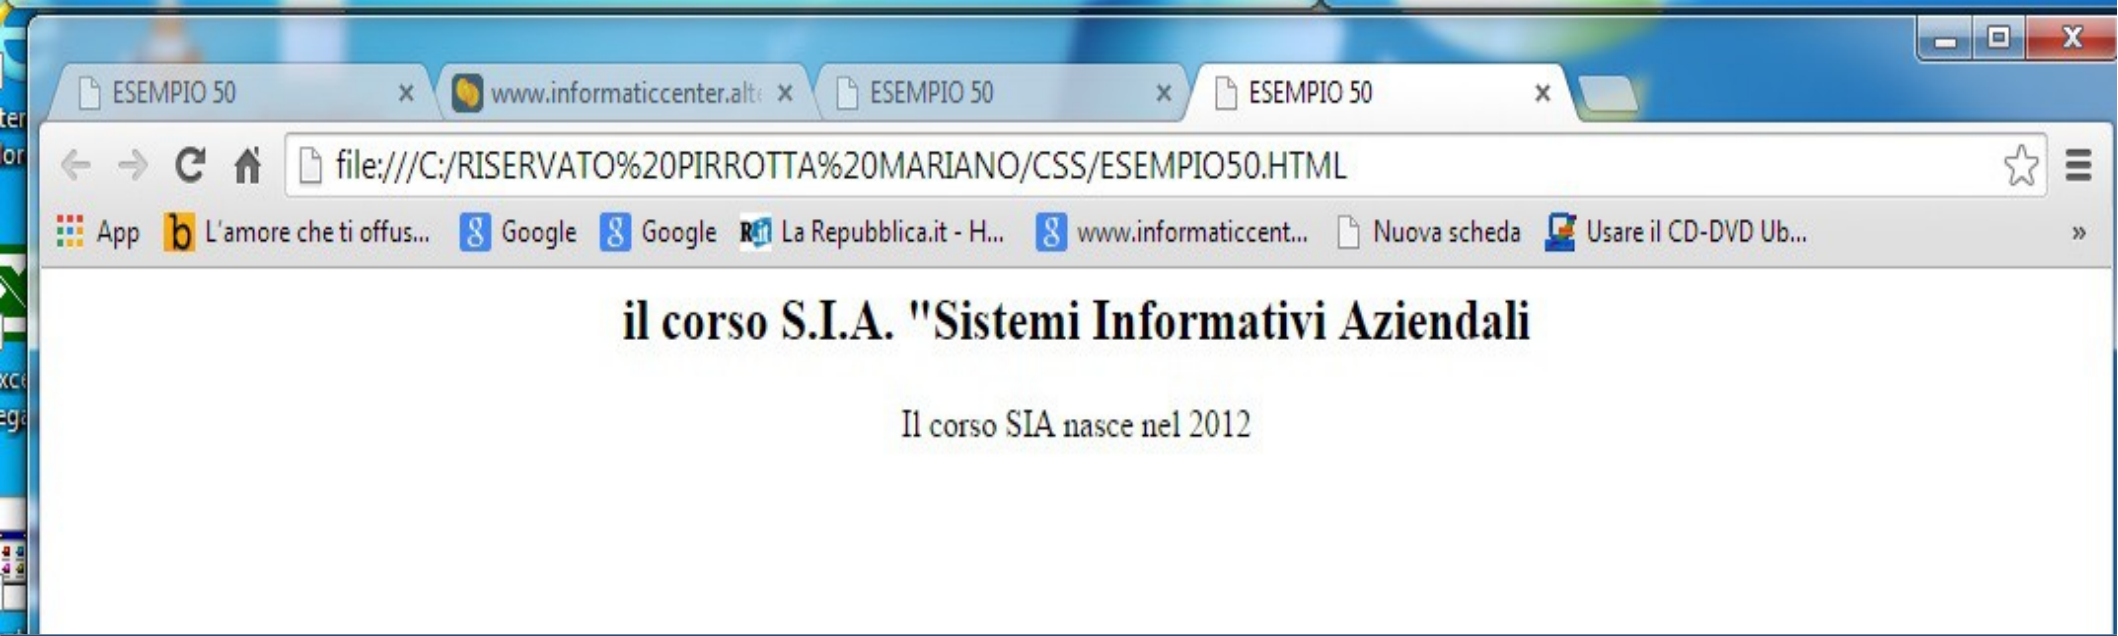 ESEMPIO 50 www.informaticcenter.alte ESEMPIO 50 ESEMPIO 50
file:///C:/RISERVATO%20PIRROTTA%20MARIANO/CSS/ESEMPIO50.HTML
App L'amore che ti offus... Google Google La Repubblica.it - H... www.informaticcent... Nuova scheda Usare il CD-DVD Ub... »
il corso S.I.A. "Sistemi Informativi Aziendali
Il corso SIA nasce nel 2012